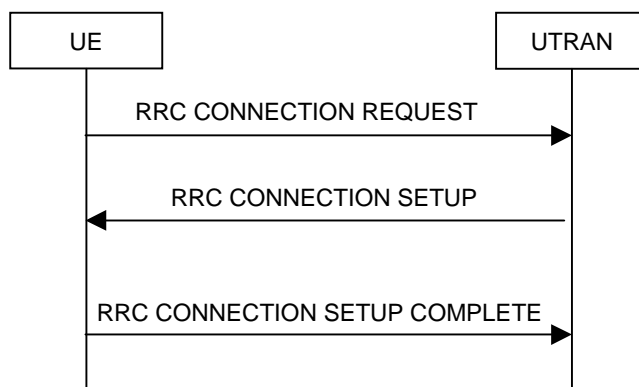 UE
UTRAN
RRC CONNECTION REQUEST
RRC CONNECTION SETUP
RRC CONNECTION SETUP COMPLETE